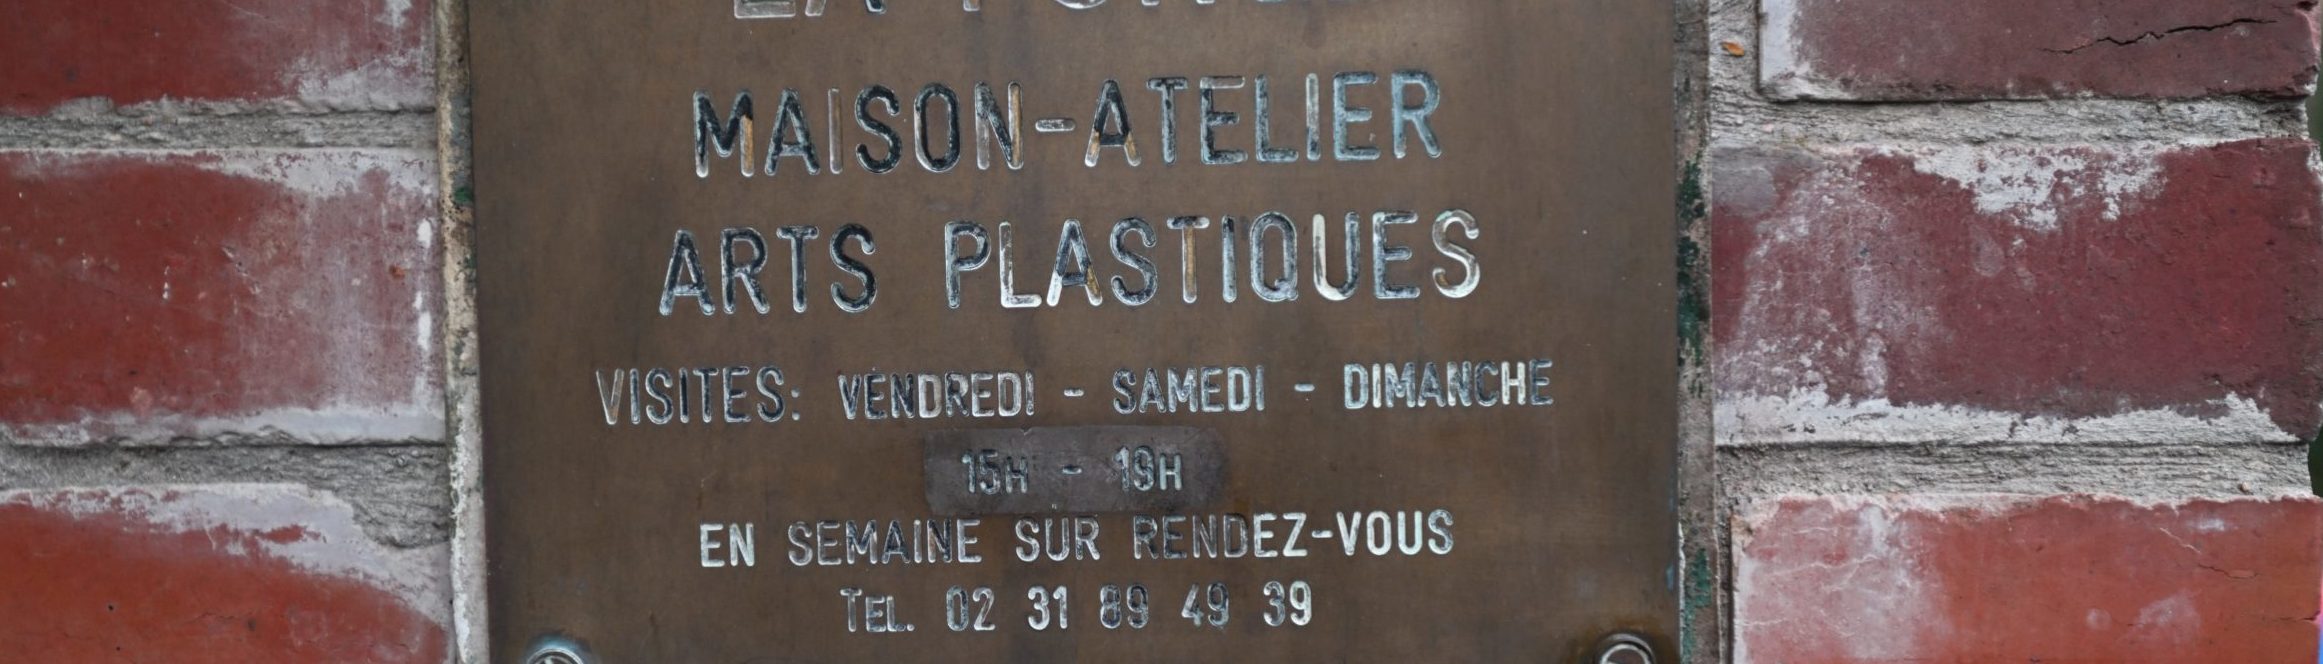 MAISON-ATELIER
ARTS PLASTIQUES
VISITES: VENDREDI - SAMEDI - DIMANCHE
15H - 19H
EN SEMAINE SUR RENDEZ-VOUS
TEL. 02 31 89 49 39